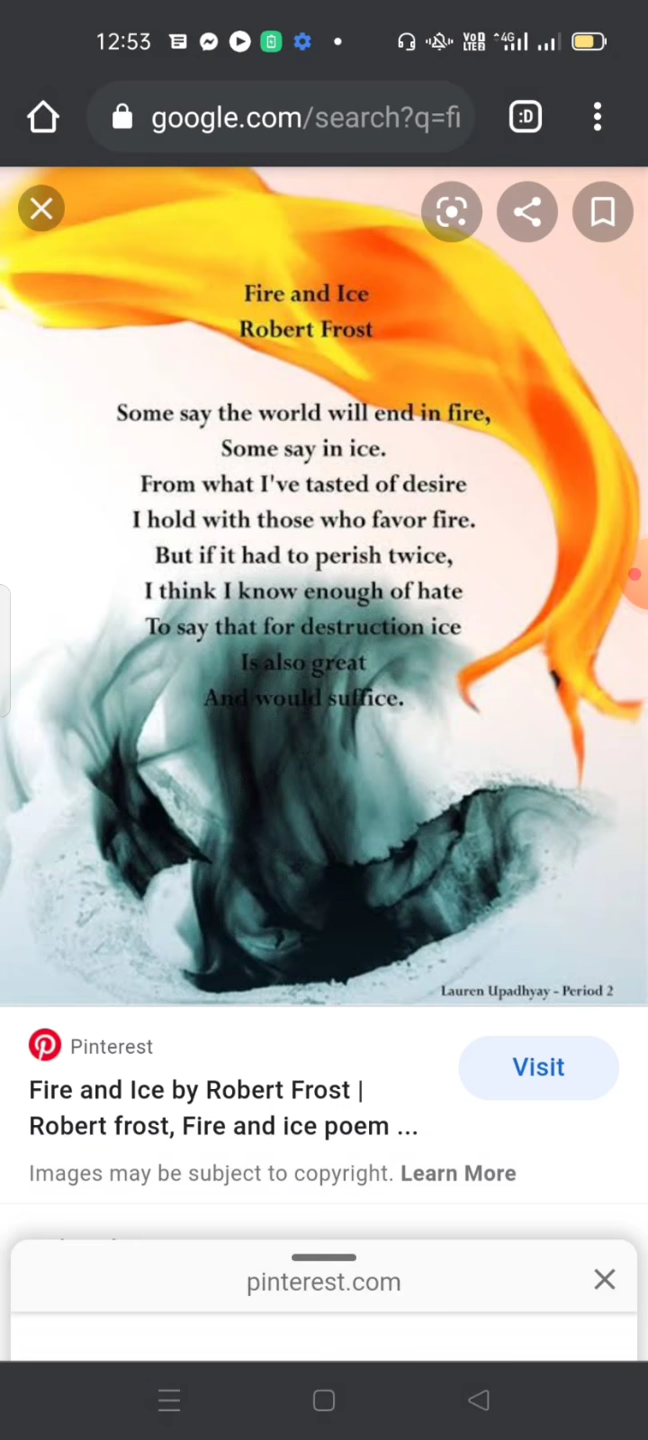 12:53
VoD LTE2 4G
:D
google.com/search?q=fi
Fire and Ice
Robert Frost
Some say the world will end in fire,
Some say in ice.
From what I've tasted of desire
I hold with those who favor fire.
But if it had to perish twice,
I think I know enough of hate
To say that for destruction ice
Is also great
And would suffice.
Lauren Upadhyay - Period 2
Pinterest
Visit
Fire and Ice by Robert Frost |
Robert frost, Fire and ice poem ...
Images may be subject to copyright. Learn More
pinterest.com